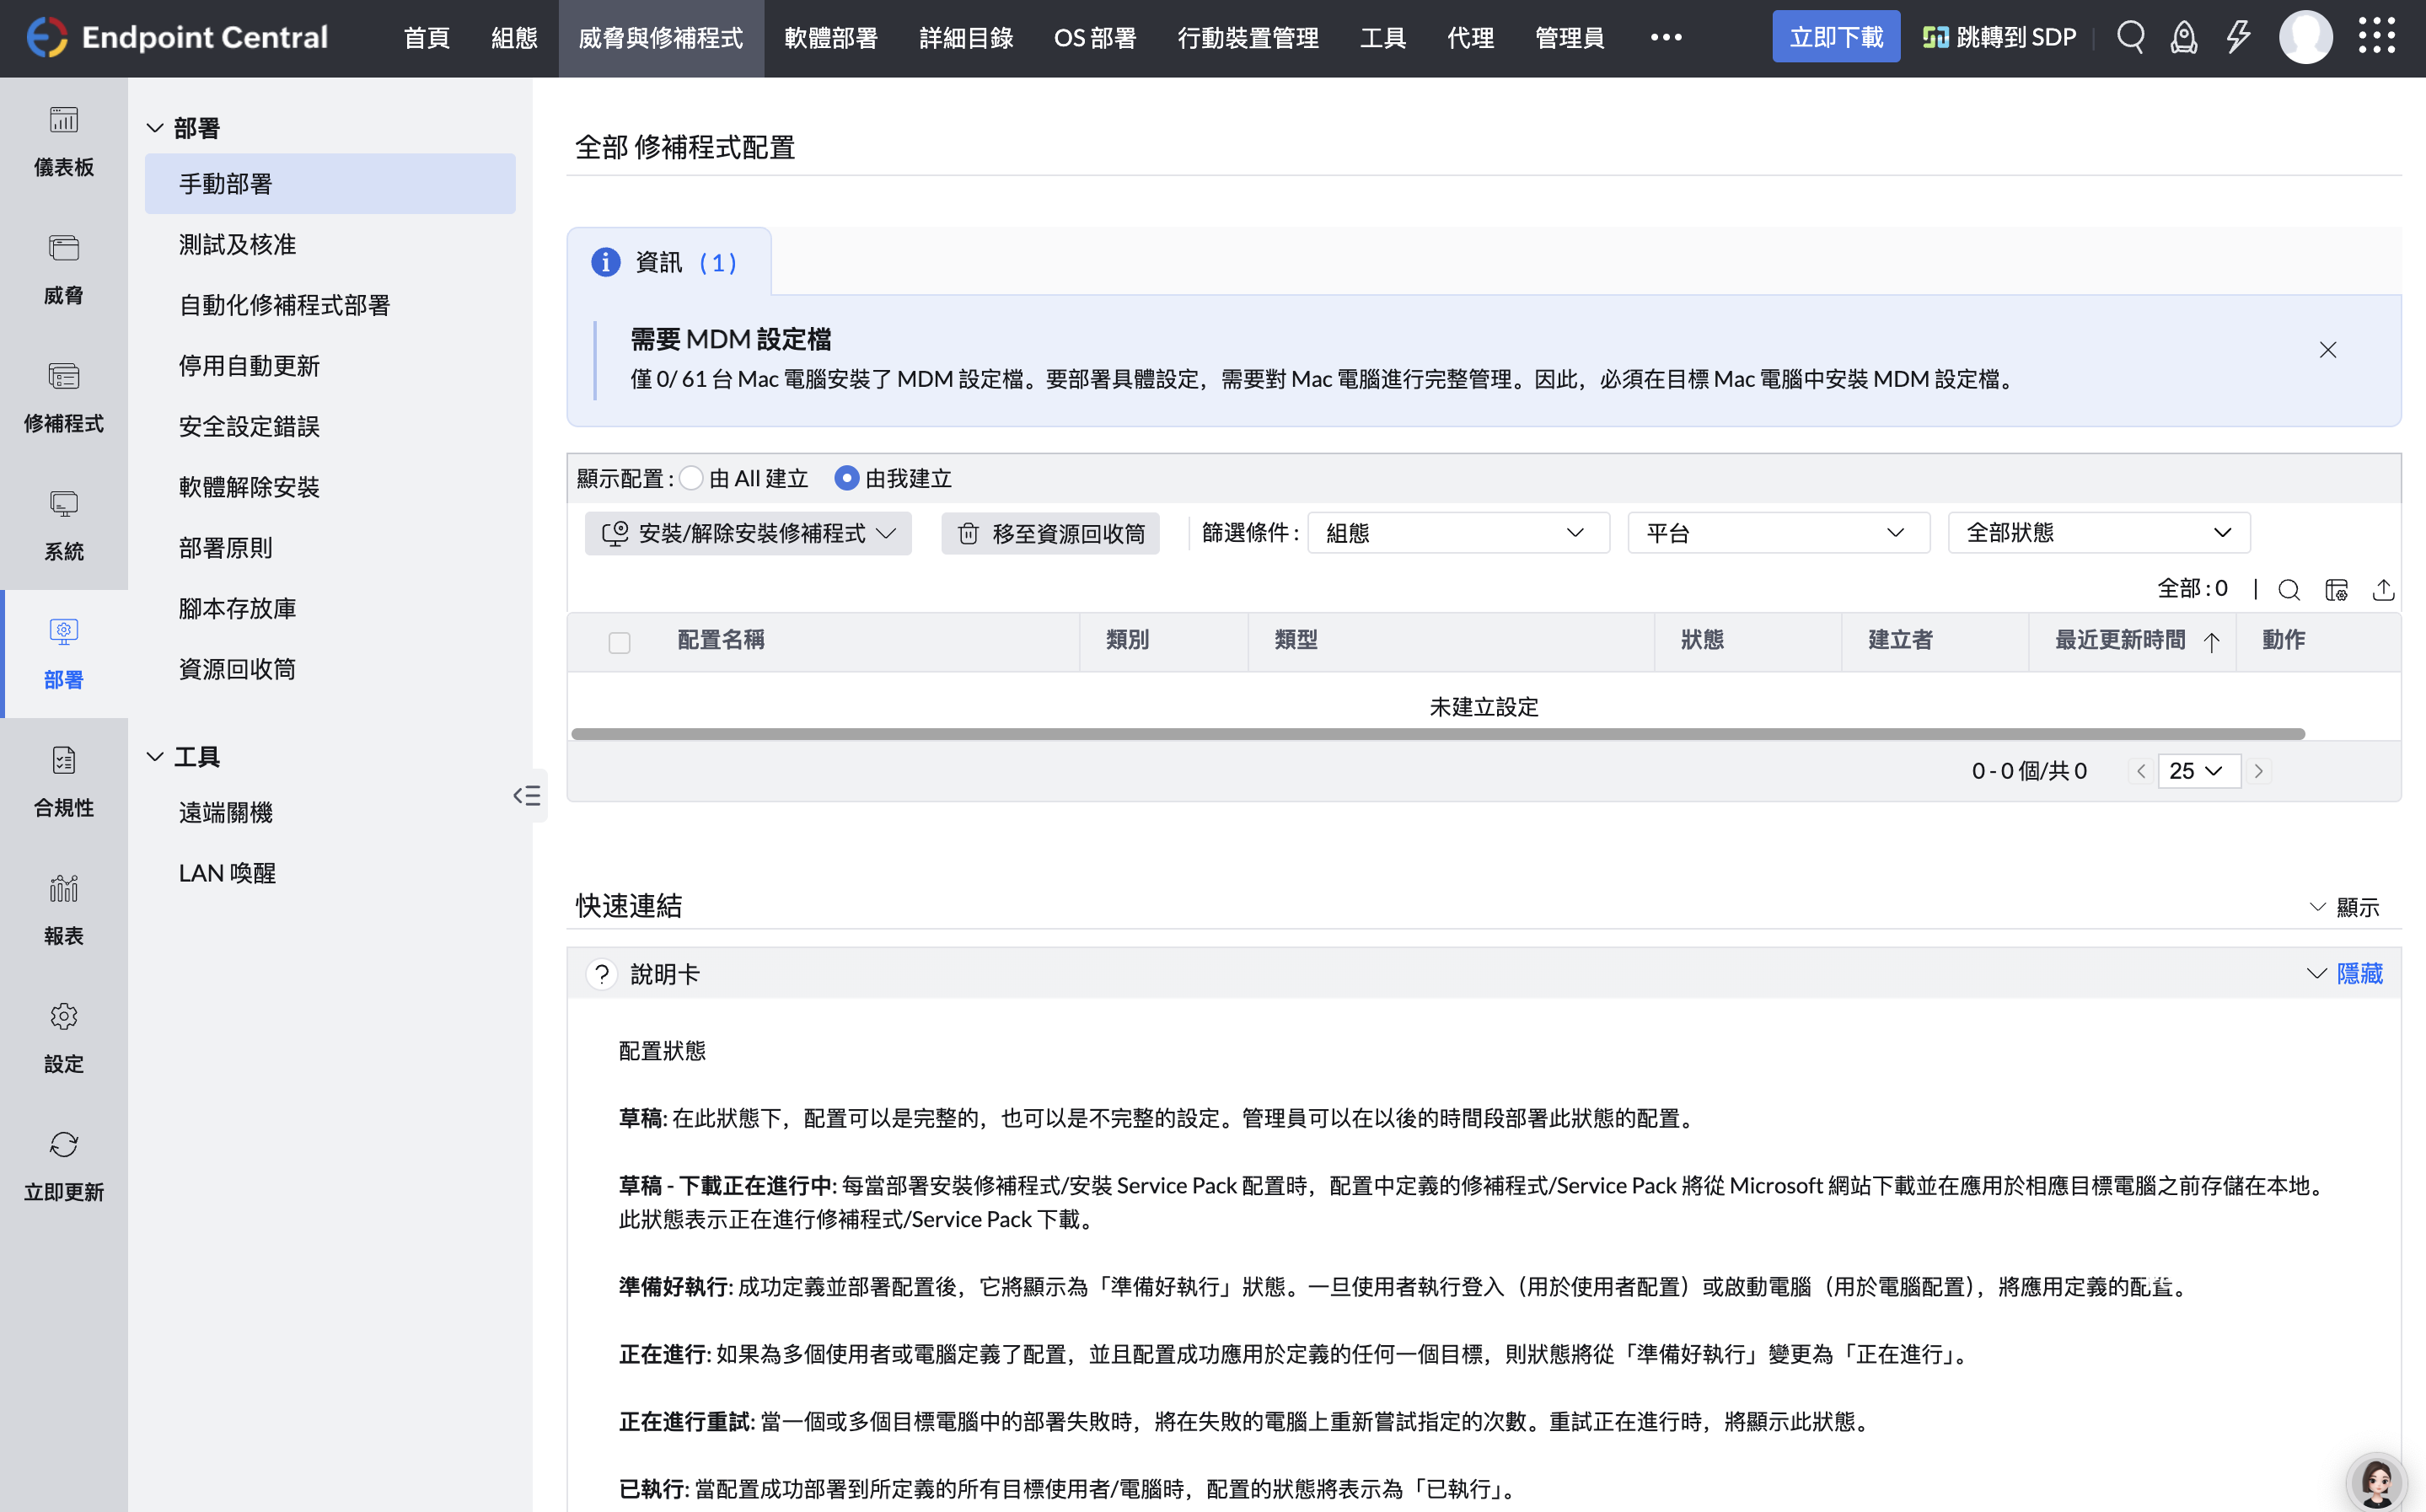 Endpoint Central
首頁
組態
威脅與修補程式
軟體部署
詳細目錄
OS 部署
行動裝置管理
工具
代理
管理員
立即下載
跳轉到 SDP
儀表板
威脅
修補程式
系統
部署
合規性
報表
設定
立即更新
部署
手動部署
測試及核准
自動化修補程式部署
停用自動更新
安全設定錯誤
軟體解除安裝
部署原則
腳本存放庫
資源回收筒
工具
遠端關機
LAN 喚醒
全部 修補程式配置
資訊 ( 1 )
需要 MDM 設定檔
僅 0/ 61 台 Mac 電腦安裝了 MDM 設定檔。要部署具體設定，需要對 Mac 電腦進行完整管理。因此，必須在目標 Mac 電腦中安裝 MDM 設定檔。
顯示配置 : 由 All 建立 由我建立
安裝/解除安裝修補程式
移至資源回收筒
篩選條件 :
組態
平台
全部狀態
全部 : 0
配置名稱
類別
類型
狀態
建立者
最近更新時間
動作
未建立設定
0 - 0 個/共 0
25
快速連結
顯示
? 說明卡
隱藏
配置狀態
草稿: 在此狀態下，配置可以是完整的，也可以是不完整的設定。管理員可以在以後的時間段部署此狀態的配置。
草稿 - 下載正在進行中: 每當部署安裝修補程式/安裝 Service Pack 配置時，配置中定義的修補程式/Service Pack 將從 Microsoft 網站下載並在應用於相應目標電腦之前存儲在本地。
此狀態表示正在進行修補程式/Service Pack 下載。
準備好執行: 成功定義並部署配置後，它將顯示為「準備好執行」狀態。一旦使用者執行登入（用於使用者配置）或啟動電腦（用於電腦配置），將應用定義的配置。
正在進行: 如果為多個使用者或電腦定義了配置，並且配置成功應用於定義的任何一個目標，則狀態將從「準備好執行」變更為「正在進行」。
正在進行重試: 當一個或多個目標電腦中的部署失敗時，將在失敗的電腦上重新嘗試指定的次數。重試正在進行時，將顯示此狀態。
已執行: 當配置成功部署到所定義的所有目標使用者/電腦時，配置的狀態將表示為「已執行」。